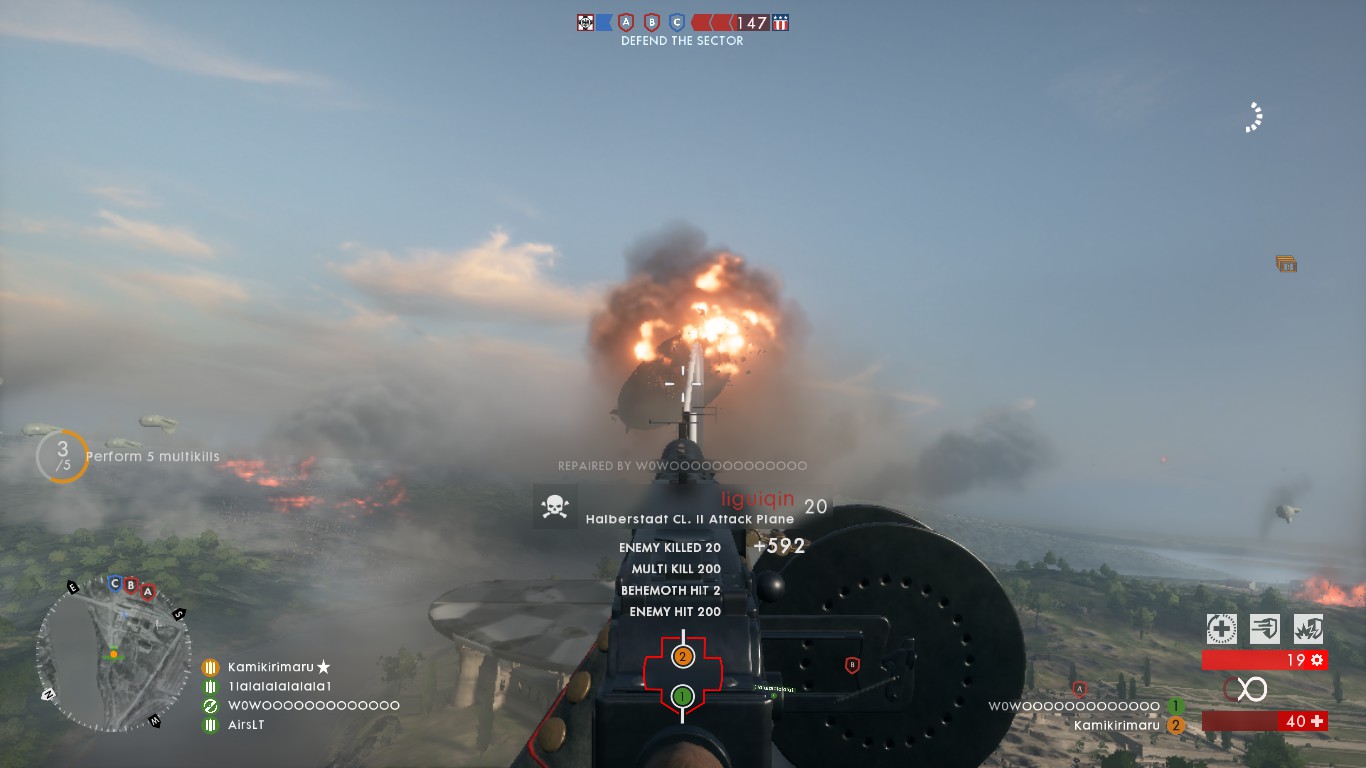 A B C 147
DEFEND THE SECTOR
3
/5
Perform 5 multikills
REPAIRED BY W0WOOOOOOOOOOOOO
liguiqin 20
Halberstadt CL. II Attack Plane
+592
ENEMY KILLED 20
MULTI KILL 200
BEHEMOTH HIT 2
ENEMY HIT 200
2
1
B
A
E
C B A
S
N
W
Kamikirimaru
11alalalalalala1
W0WOOOOOOOOOOOOO
AirsLT
19
W0WOOOOOOOOOOOOO 1
Kamikirimaru 2
40